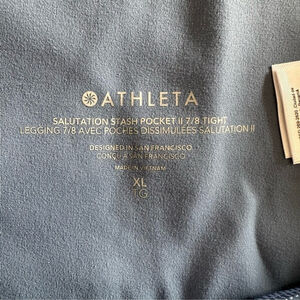 ATHLETA
SALUTATION STASH POCKET II 7/8 TIGHT
LEGGING 7/8 AVEC POCHES DISSIMULÉES SALUTATION II
DESIGNED IN SAN FRANCISCO
CONÇU À SAN FRANCISCO
MADE IN VIETNAM
XL
TG